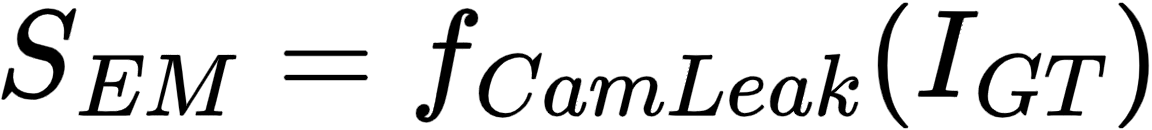 S_{EM} = f_{CamLeak}(I_{GT})